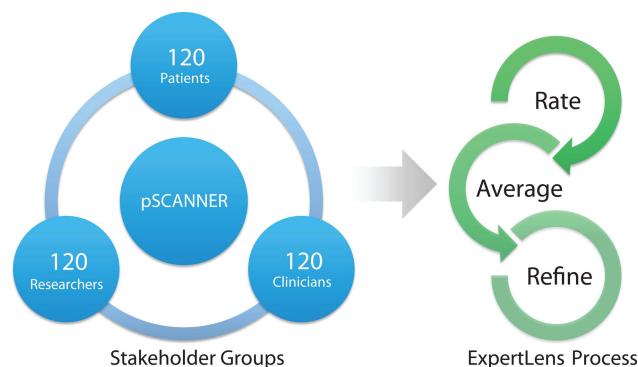 120
Patients
pSCANNER
120
Researchers
120
Clinicians
Stakeholder Groups
Rate
Average
Refine
ExpertLens Process